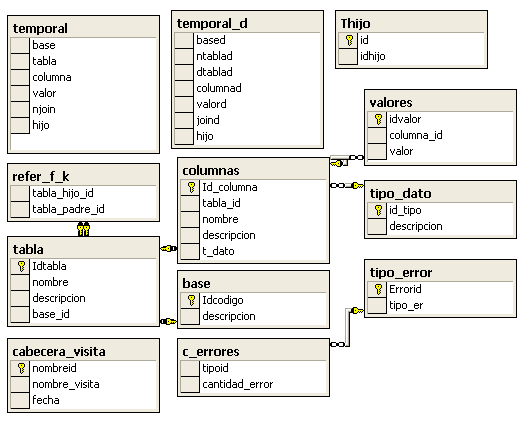 temporal
base
tabla
columna
valor
njoin
hijo
temporal_d
based
ntablad
dtablad
columnad
valord
joind
hijo
Thijo
id
idhijo
valores
idvalor
columna_id
valor
refer_f_k
tabla_hijo_id
tabla_padre_id
columnas
Id_columna
tabla_id
nombre
descripcion
t_dato
tipo_dato
id_tipo
descripcion
tabla
Idtabla
nombre
descripcion
base_id
base
Idcodigo
descripcion
tipo_error
Errorid
tipo_er
cabecera_visita
nombreid
nombre_visita
fecha
c_errores
tipoid
cantidad_error